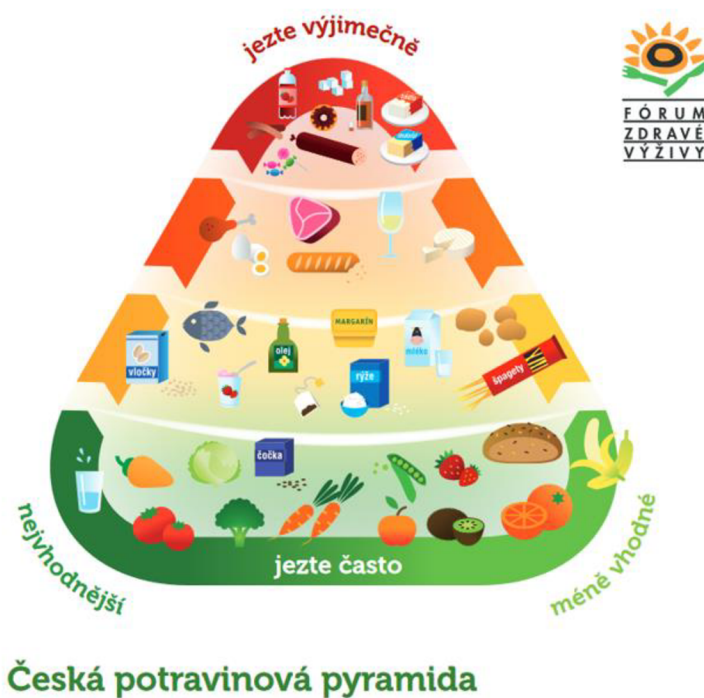 jezte výjimečně
FÓRUM
ZDRAVÉ
VÝŽIVY
MARGARÍN
olej
mléko
vločky
rýže
špagety
čočka
nejvhodnější
jezte často
méně vhodné
Česká potravinová pyramida